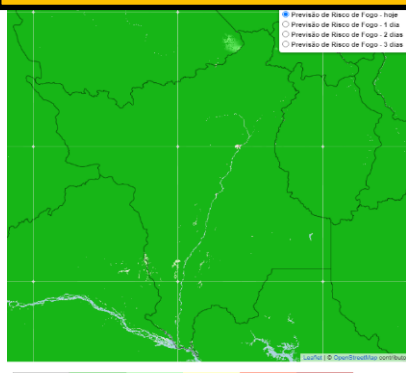 Previsão de Risco de Fogo - hoje
Previsão de Risco de Fogo - 1 dia
Previsão de Risco de Fogo - 2 dias
Previsão de Risco de Fogo - 3 dias
Leaflet | © OpenStreetMap contributo